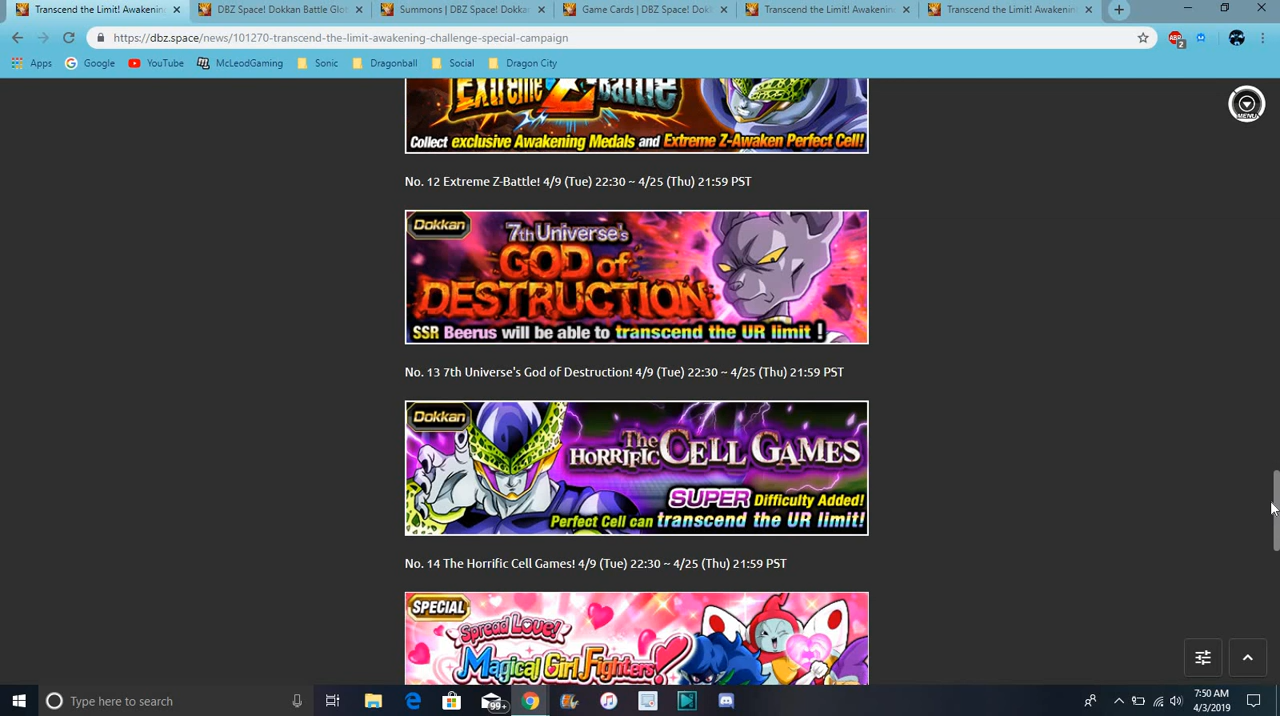 Transcend the Limit! Awakenin
DBZ Space! Dokkan Battle Glob
Summons | DBZ Space! Dokka
Game Cards | DBZ Space! Dok
Transcend the Limit! Awakenin
Transcend the Limit! Awakenin
https://dbz.space/news/101270-transcend-the-limit-awakening-challenge-special-campaign
ABP
2
Apps
Google
YouTube
McLeodGaming
Sonic
Dragonball
Social
Dragon City
MENU
EXTREME Z BATTLE
Collect exclusive Awakening Medals and Extreme Z-Awaken Perfect Cell!
No. 12 Extreme Z-Battle! 4/9 (Tue) 22:30 ~ 4/25 (Thu) 21:59 PST
Dokkan
7th Universe's
GOD of
DESTRUCTION
SSR Beerus will be able to transcend the UR limit !
No. 13 7th Universe's God of Destruction! 4/9 (Tue) 22:30 ~ 4/25 (Thu) 21:59 PST
Dokkan
The
HORRIFIC CELL GAMES
SUPER Difficulty Added!
Perfect Cell can transcend the UR limit!
No. 14 The Horrific Cell Games! 4/9 (Tue) 22:30 ~ 4/25 (Thu) 21:59 PST
SPECIAL
Spread Love!
Magical Girl Fighters!
Type here to search
99+
7:50 AM
4/3/2019